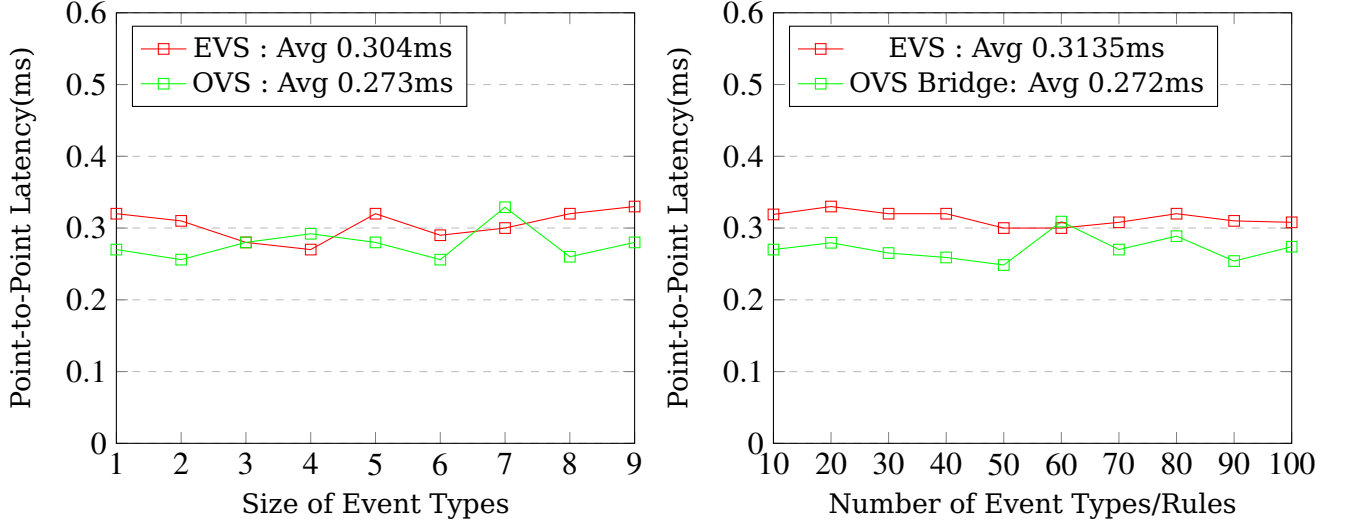 Point-to-Point Latency(ms)
0.6
0.5
0.4
0.3
0.2
0.1
0
EVS : Avg 0.304ms
OVS : Avg 0.273ms
1 2 3 4 5 6 7 8 9
Size of Event Types
Point-to-Point Latency(ms)
0.6
0.5
0.4
0.3
0.2
0.1
0
EVS : Avg 0.3135ms
OVS Bridge: Avg 0.272ms
10 20 30 40 50 60 70 80 90 100
Number of Event Types/Rules